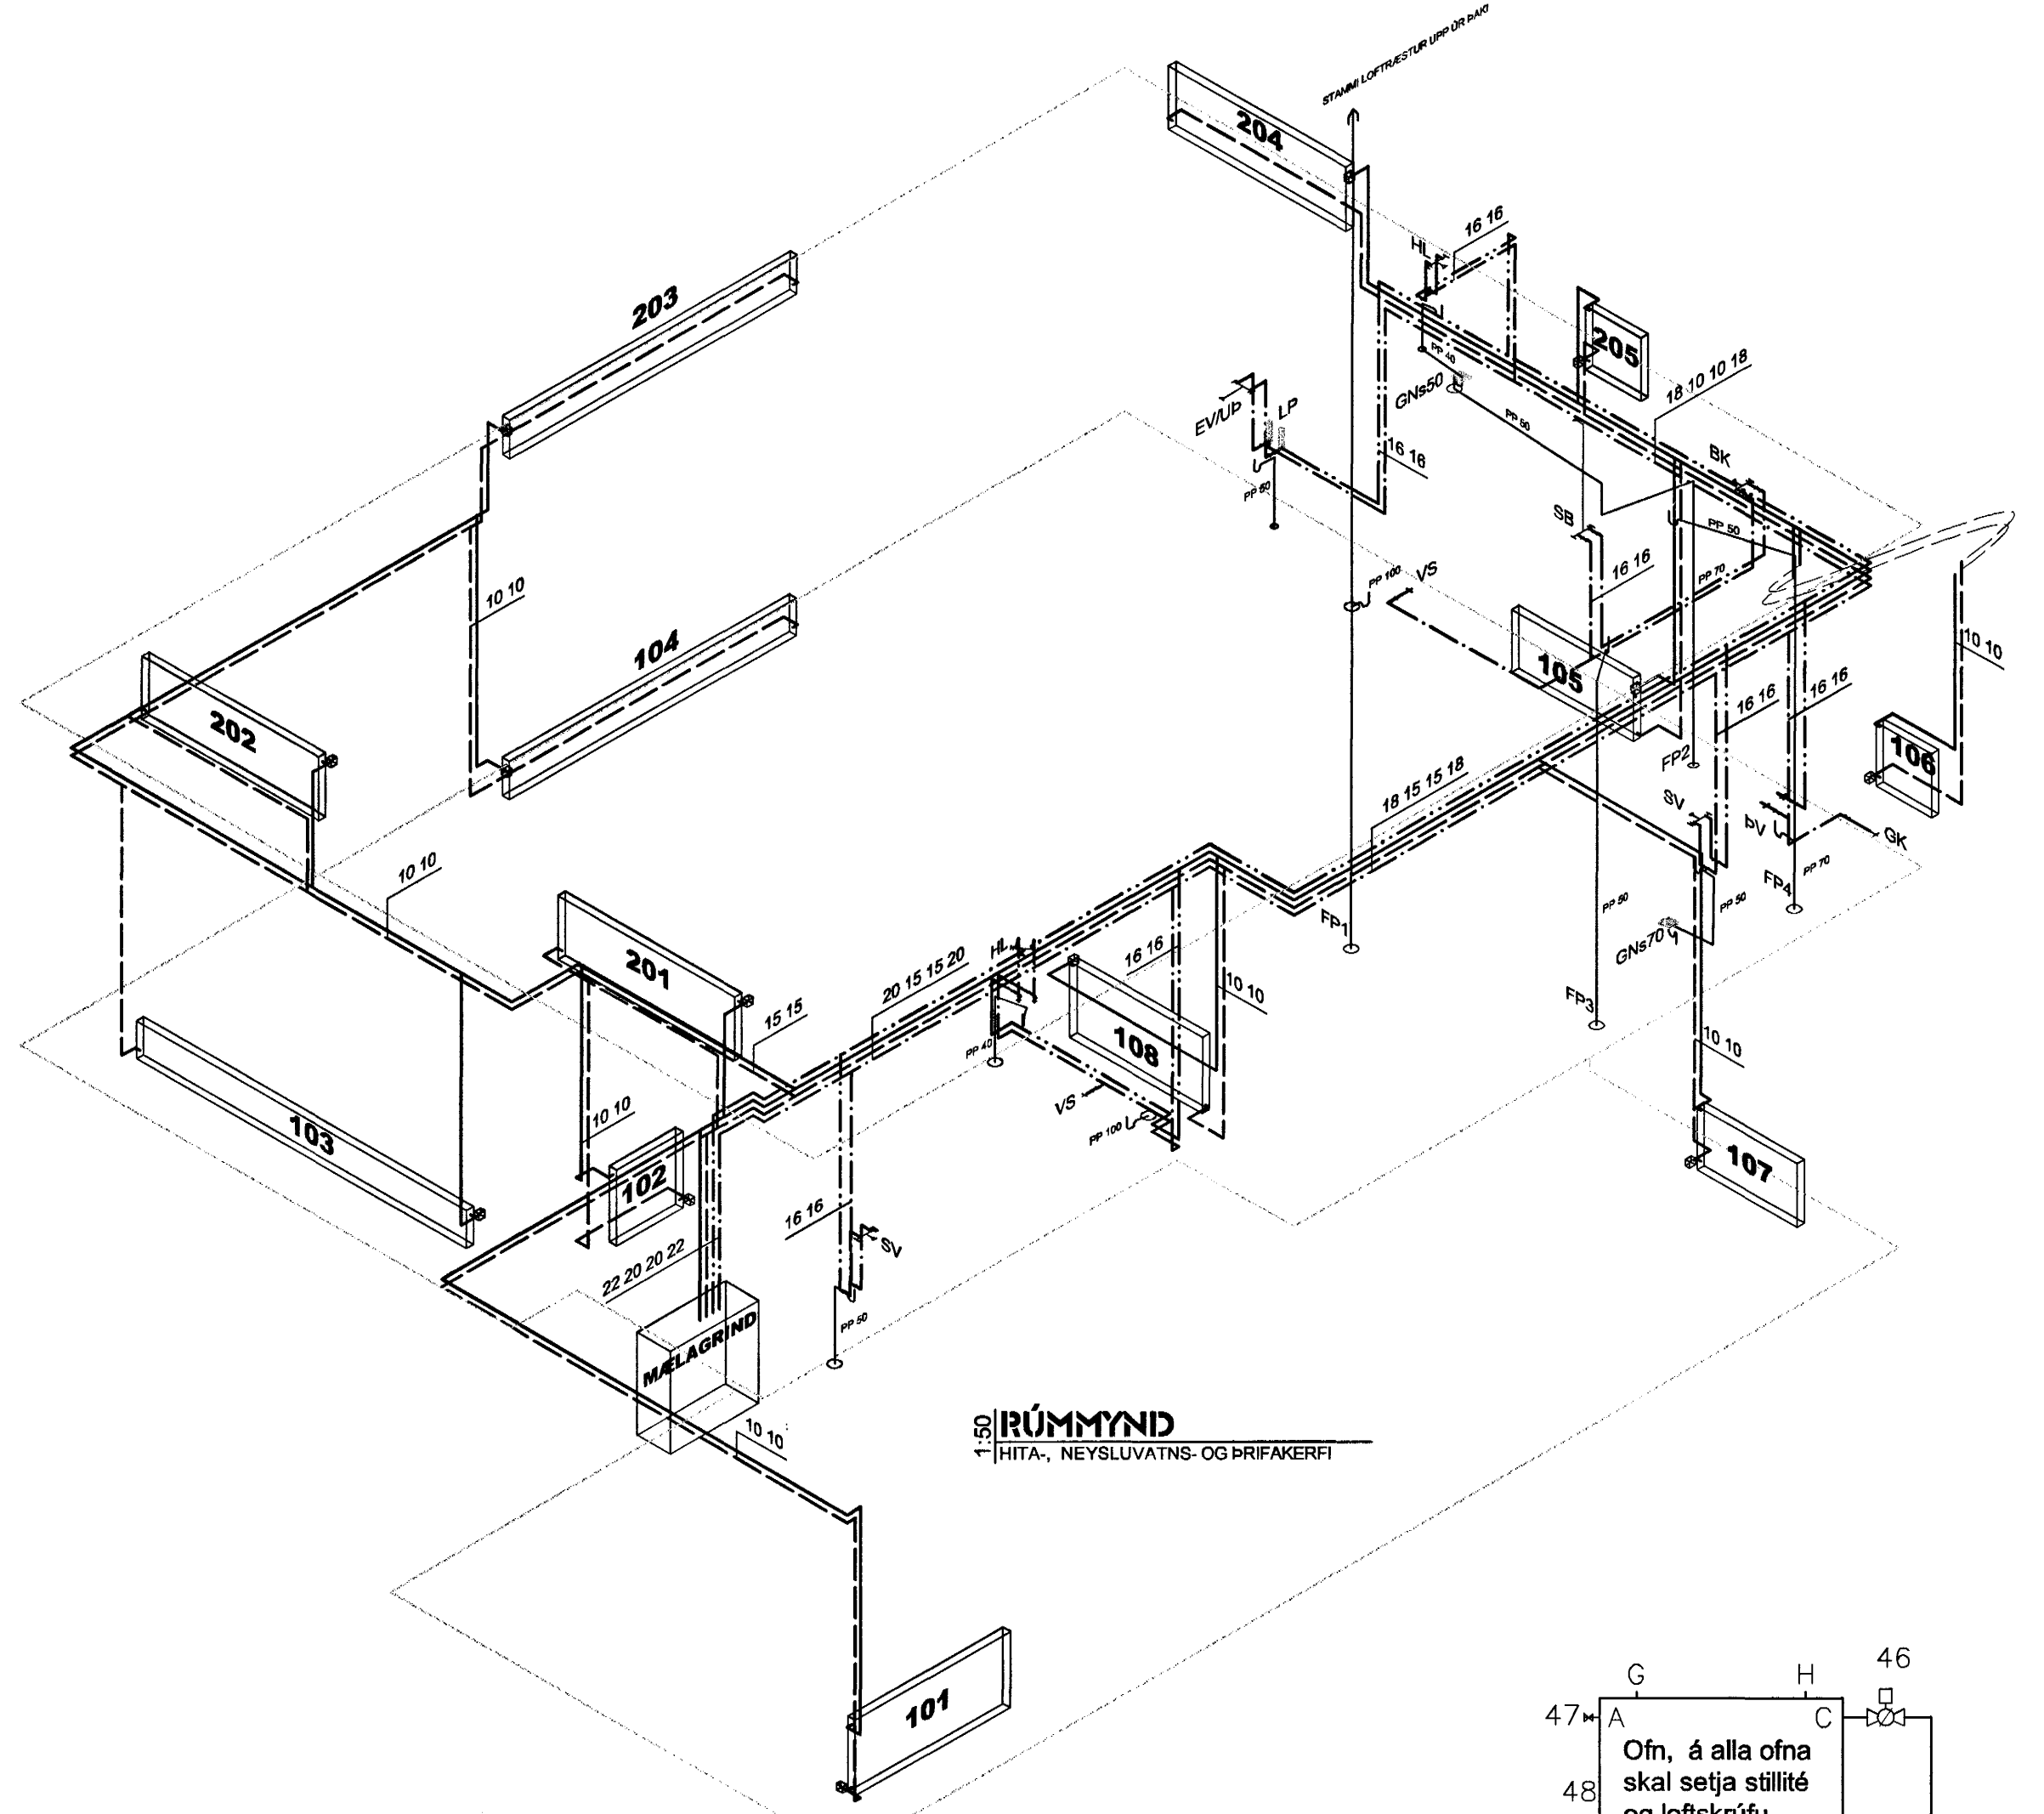 STAMMI LOFTRÆSTUR UPP ÚR ÞAKI
204
16 16
HL
203
205
PP 40
GNs50
18 10 10 18
EV/UÞ
LP
PP 50
BK
16 16
PP 50
SB
PP 50
10 10
PP 100
VS
16 16
PP 70
104
105
10 10
202
16 16
16 16
106
FP2
18 15 15 18
SV
ÞV
GK
10 10
FP4
PP 70
FP1
PP 50
PP 50
201
20 15 15 20
HL
16 16
GNs70
10 10
15 15
FP3
108
PP 40
10 10
103
10 10
VS
PP 100
102
107
16 16
SV
22 20 20 22
MÆLAGRIND
PP 50
10 10
1:50
RÚMMYND
HITA-, NEYSLUVATNS- OG ÞRIFAKERFI
101
46
G
H
47
A
C
Ofn, á alla ofna
skal setja stillité
48
og loftskrúfu